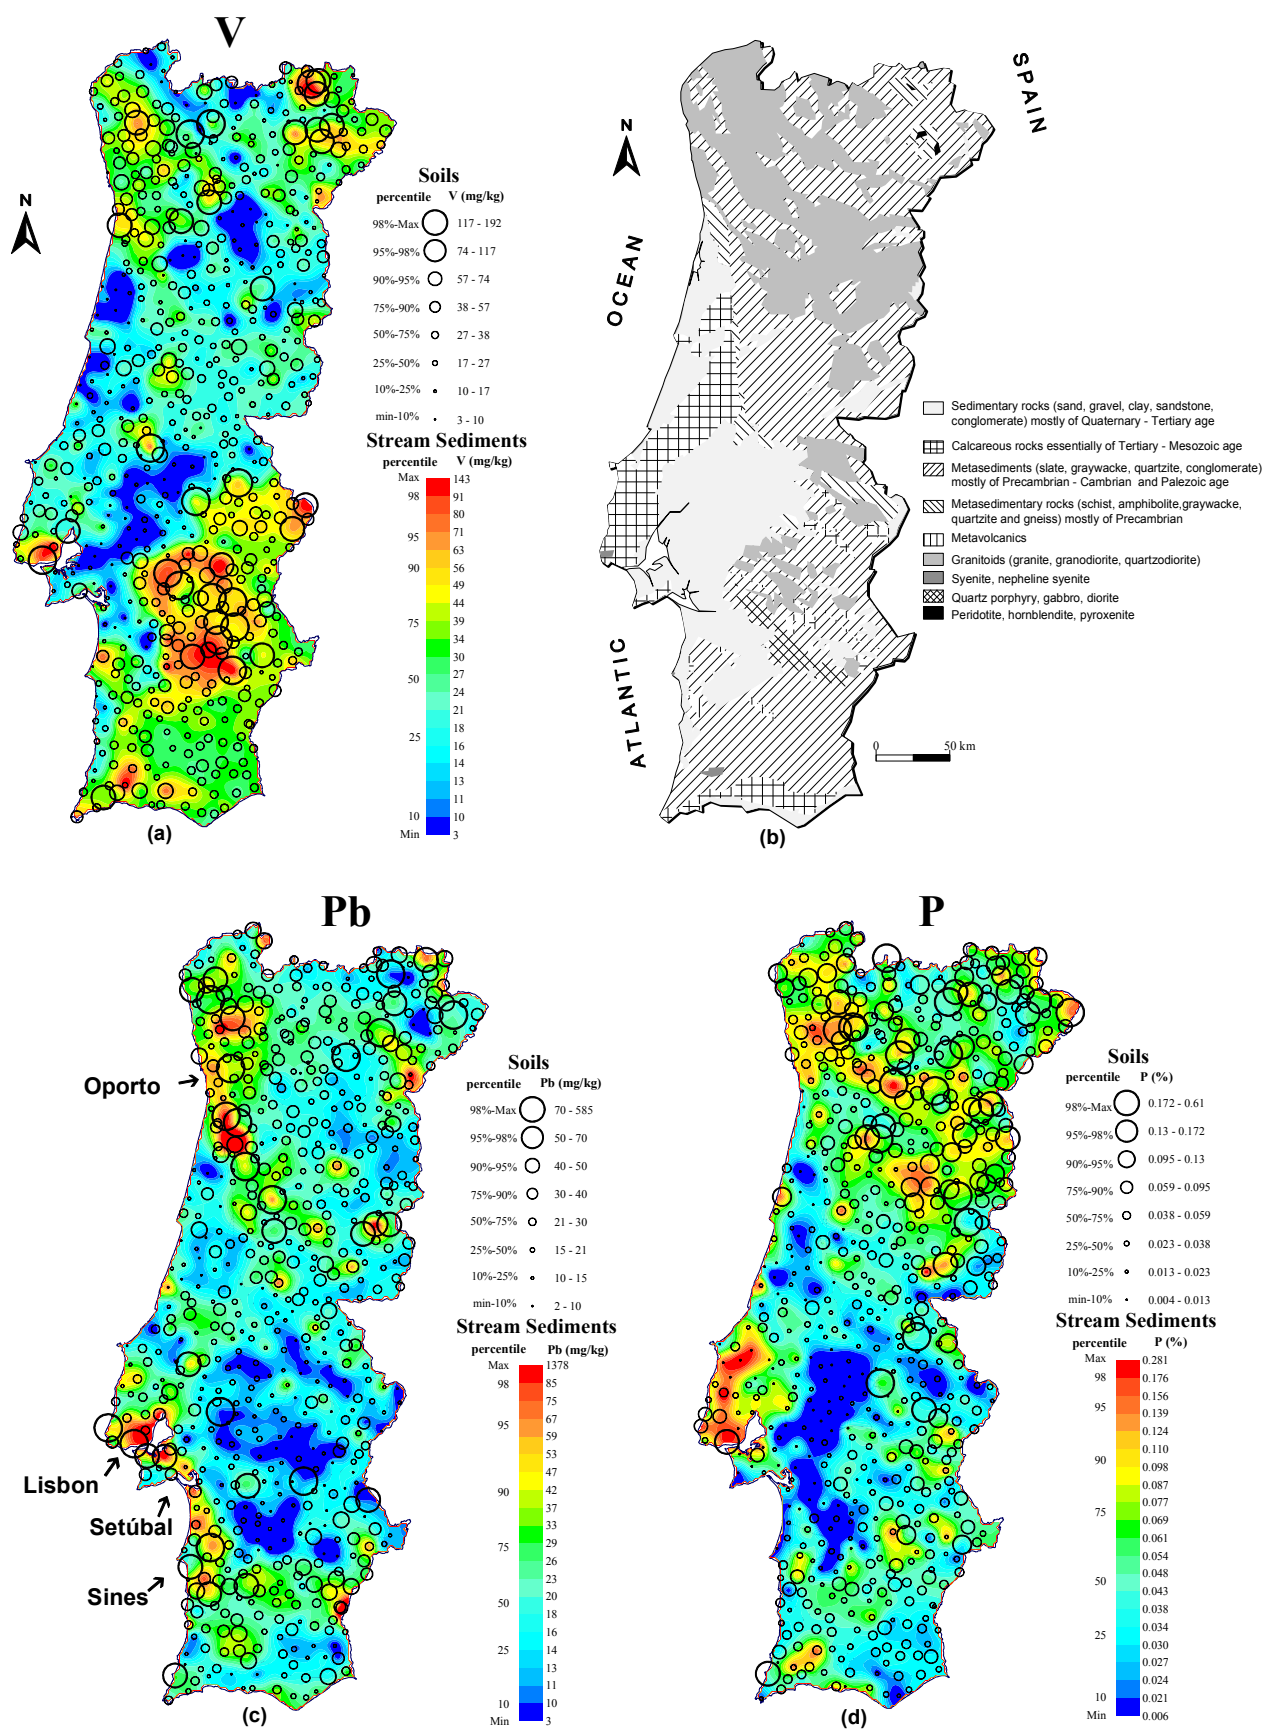 V
N
Soils
percentile V (mg/kg)
98%-Max 117 - 192
95%-98% 74 - 117
90%-95% 57 - 74
75%-90% 38 - 57
50%-75% 27 - 38
25%-50% 17 - 27
10%-25% 10 - 17
min-10% 3 - 10
Stream Sediments
percentile V (mg/kg)
Max 143
98 91
80
71
95 63
56
90 49
44
39
75 34
30
27
50 24
21
18
25 16
14
13
11
10 10
Min 3
(a)
SPAIN
N
OCEAN
ATLANTIC
Sedimentary rocks (sand, gravel, clay, sandstone,
conglomerate) mostly of Quaternary - Tertiary age
Calcareous rocks essentially of Tertiary - Mesozoic age
Metasediments (slate, graywacke, quartzite, conglomerate)
mostly of Precambrian - Cambrian and Palezoic age
Metasedimentary rocks (schist, amphibolite,graywacke,
quartzite and gneiss) mostly of Precambrian
Metavolcanics
Granitoids (granite, granodiorite, quartzodiorite)
Syenite, nepheline syenite
Quartz porphyry, gabbro, diorite
Peridotite, hornblendite, pyroxenite
0 50 km
(b)
Pb
Oporto
Lisbon
Setúbal
Sines
Soils
percentile Pb (mg/kg)
98%-Max 70 - 585
95%-98% 50 - 70
90%-95% 40 - 50
75%-90% 30 - 40
50%-75% 21 - 30
25%-50% 15 - 21
10%-25% 10 - 15
min-10% 2 - 10
Stream Sediments
percentile Pb (mg/kg)
Max 1378
98 85
75
67
95 59
53
47
90 42
37
33
75 29
26
23
50 20
18
16
25 14
13
11
10 10
Min 3
(c)
P
Soils
percentile P (%)
98%-Max 0.172 - 0.61
95%-98% 0.13 - 0.172
90%-95% 0.095 - 0.13
75%-90% 0.059 - 0.095
50%-75% 0.038 - 0.059
25%-50% 0.023 - 0.038
10%-25% 0.013 - 0.023
min-10% 0.004 - 0.013
Stream Sediments
percentile P (%)
Max 0.281
98 0.176
0.156
95 0.139
0.124
0.110
90 0.098
0.087
0.077
75 0.069
0.061
0.054
50 0.048
0.043
0.038
0.034
25 0.030
0.027
0.024
10 0.021
Min 0.006
(d)